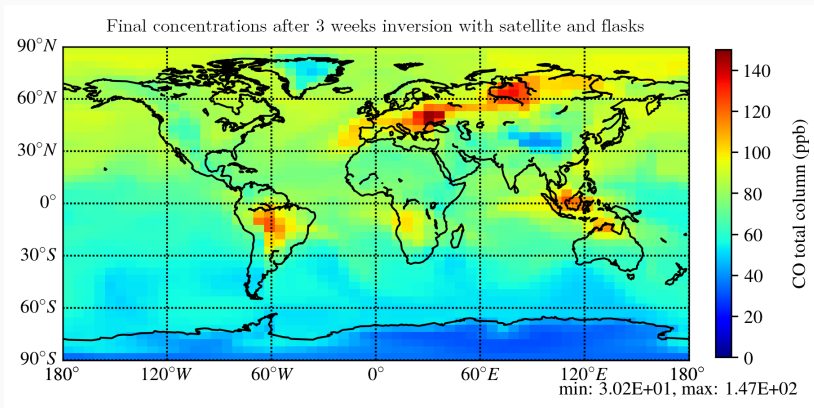 Final concentrations after 3 weeks inversion with satellite and flasks
90°N
60°N
30°N
0°
30°S
60°S
90°S
180° 120°W 60°W 0° 60°E 120°E 180°
140
120
100
80
60
40
20
0
CO total column (ppb)
min: 3.02E+01, max: 1.47E+02